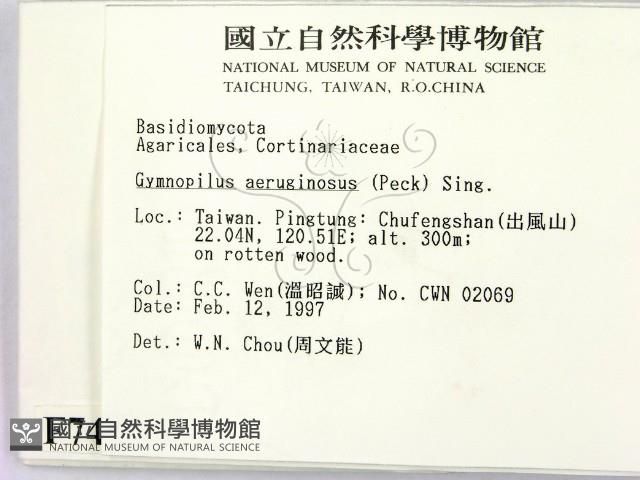 國立自然科學博物館
NATIONAL MUSEUM OF NATURAL SCIENCE
TAICHUNG, TAIWAN, R.O.CHINA
Basidiomycota
Agaricales, Cortinariaceae
Gymnopilus aeruginosus (Peck) Sing.
Loc.: Taiwan. Pingtung: Chufengshan(出風山)
22.04N, 120.51E; alt. 300m;
on rotten wood.
Col.: C.C. Wen(溫昭誠); No. CWN 02069
Date: Feb. 12, 1997
Det.: W.N. Chou(周文能)
國立自然科學博物館
NATIONAL MUSEUM OF NATURAL SCIENCE